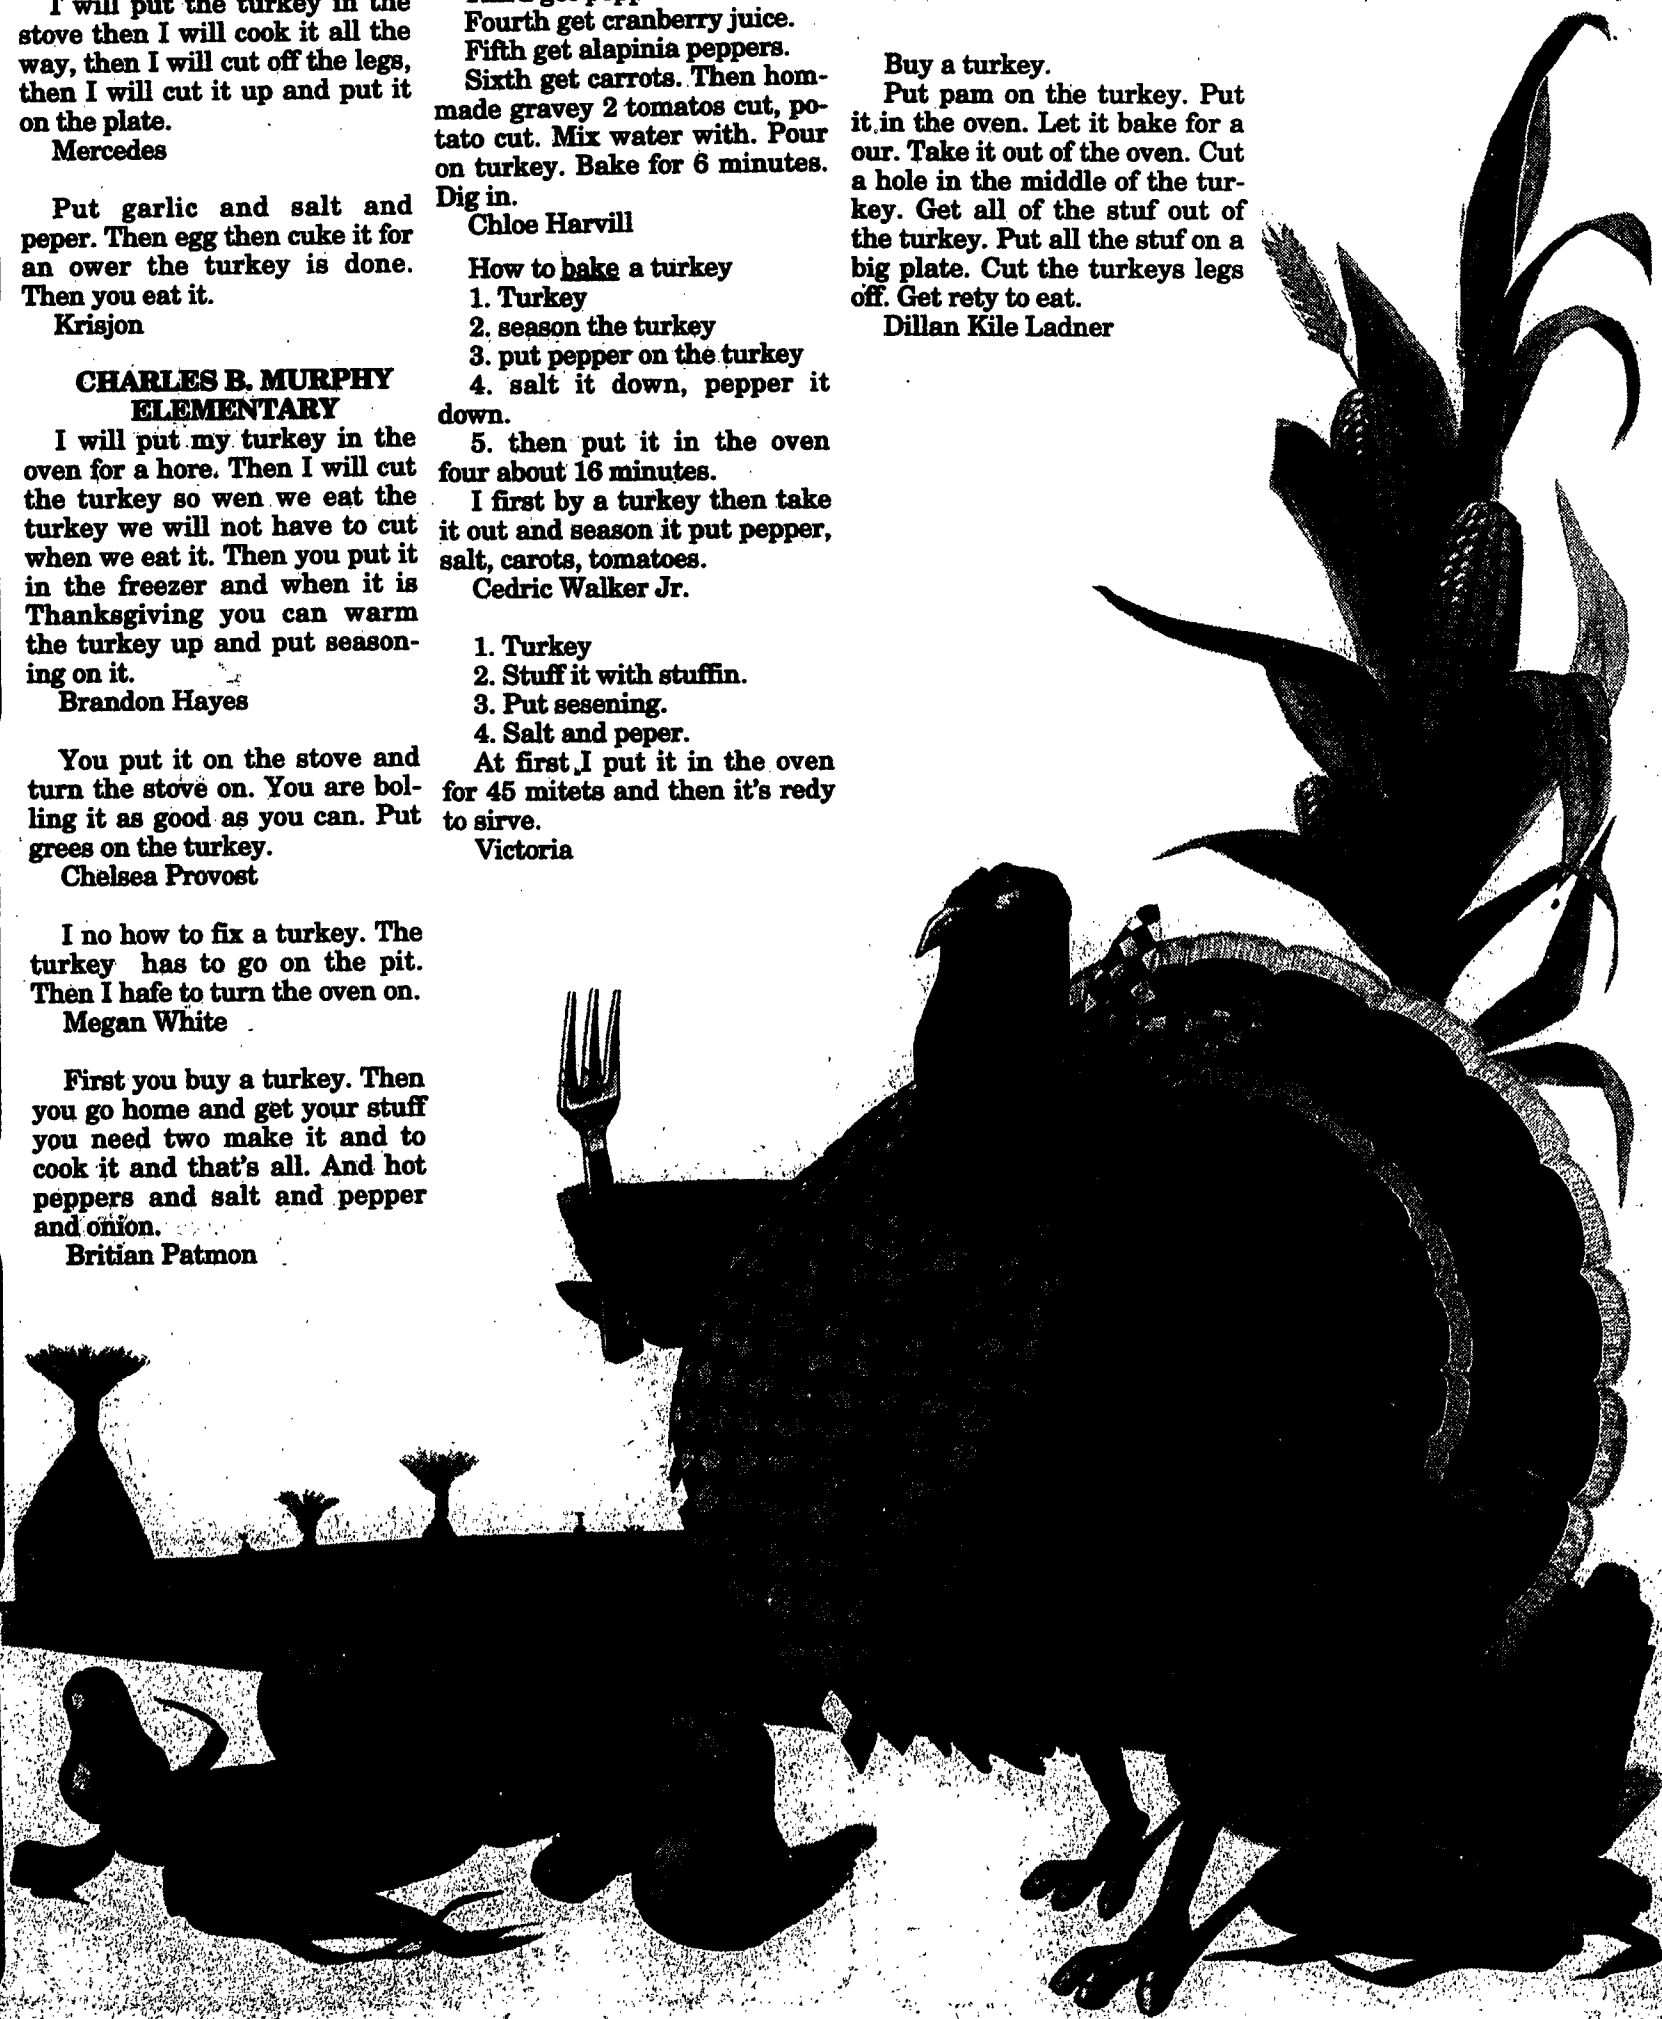 I will put the turkey in the
stove then I will cook it all the
way, then I will cut off the legs,
then I will cut it up and put it
on the plate.
Mercedes
Put garlic and salt and
peper. Then egg then cuke it for
an ower the turkey is done.
Then you eat it.
Krisjon
CHARLES B. MURPHY
ELEMENTARY
I will put my turkey in the
oven for a hore. Then I will cut
the turkey so wen we eat the
turkey we will not have to cut
when we eat it. Then you put it
in the freezer and when it is
Thanksgiving you can warm
the turkey up and put season-
ing on it.
Brandon Hayes
You put it on the stove and
turn the stove on. You are bol-
ling it as good as you can. Put
grees on the turkey.
Chelsea Provost
I no how to fix a turkey. The
turkey has to go on the pit.
Then I hafe to turn the oven on.
Megan White
First you buy a turkey. Then
you go home and get your stuff
you need two make it and to
cook it and that's all. And hot
peppers and salt and pepper
and onion.
Britian Patmon
Fourth get cranberry juice.
Fifth get alapinia peppers.
Sixth get carrots. Then hom-
made gravey 2 tomatos cut, po-
tato cut. Mix water with. Pour
on turkey. Bake for 6 minutes.
Dig in.
Chloe Harvill
How to bake a turkey
1. Turkey
2. season the turkey
3. put pepper on the turkey
4. salt it down, pepper it
down.
5. then put it in the oven
four about 16 minutes.
I first by a turkey then take
it out and season it put pepper,
salt, carots, tomatoes.
Cedric Walker Jr.
1. Turkey
2. Stuff it with stuffin.
3. Put sesening.
4. Salt and peper.
At first I put it in the oven
for 45 mitets and then it's redy
to sirve.
Victoria
Buy a turkey.
Put pam on the turkey. Put
it in the oven. Let it bake for a
our. Take it out of the oven. Cut
a hole in the middle of the tur-
key. Get all of the stuf out of
the turkey. Put all the stuf on a
big plate. Cut the turkeys legs
off. Get rety to eat.
Dillan Kile Ladner